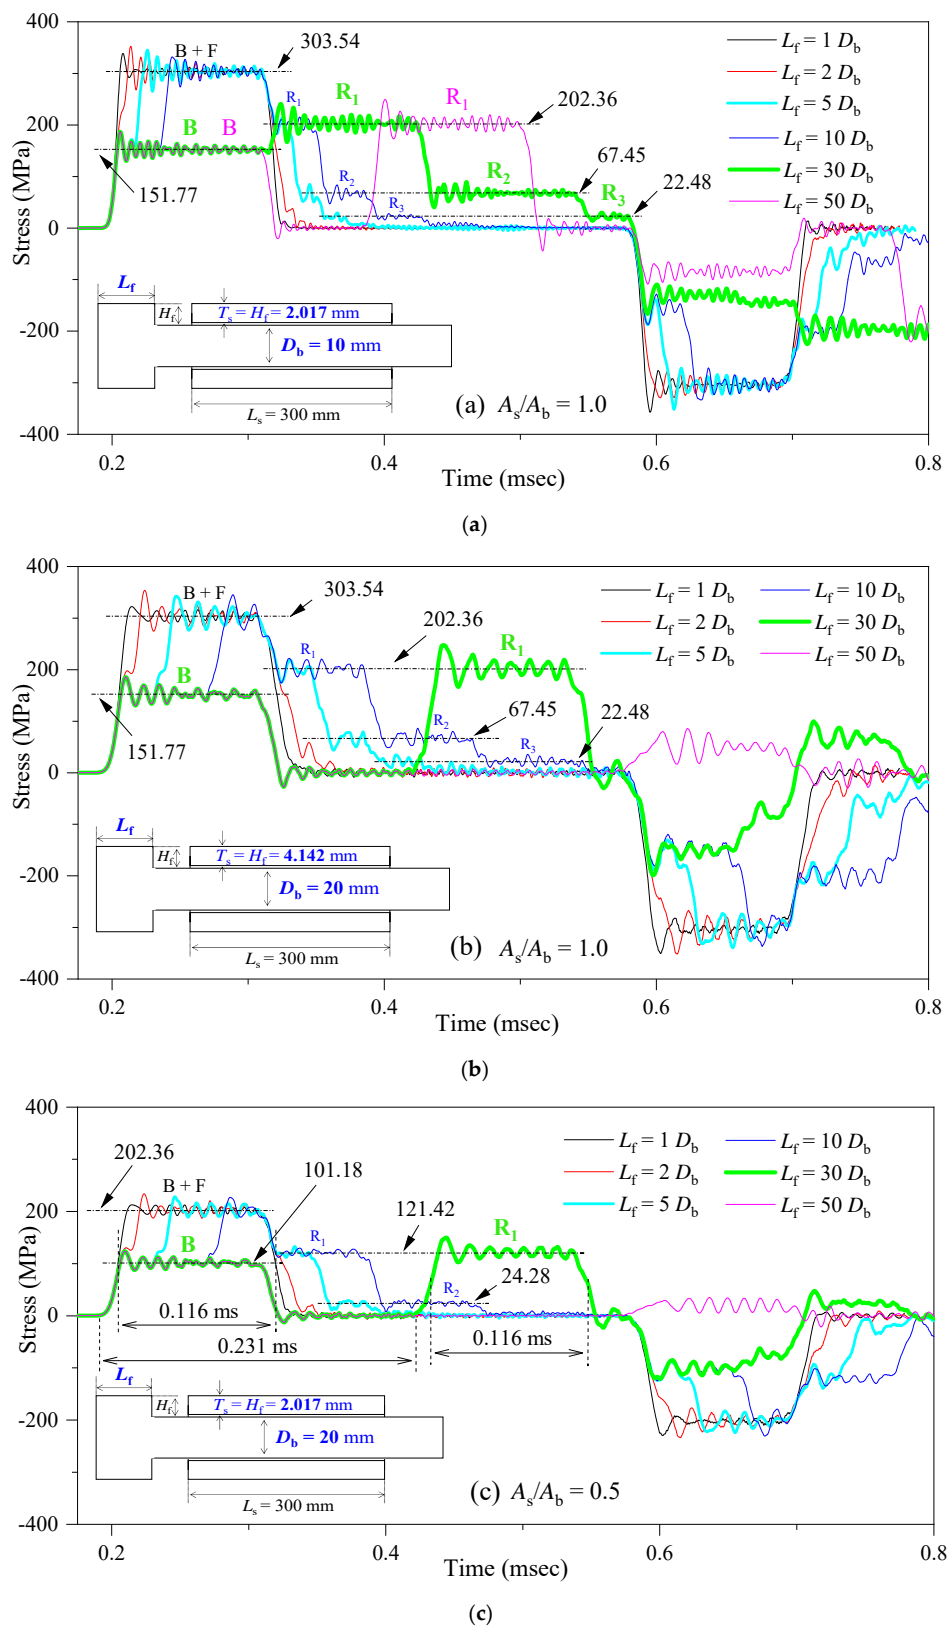 400
200
0
-200
-400
Stress (MPa)
B + F
303.54
R1
R1
R1
202.36
B
B
151.77
R2
R3
R2
67.45
R3
22.48
Lf = 1 Db
Lf = 2 Db
Lf = 5 Db
Lf = 10 Db
Lf = 30 Db
Lf = 50 Db
Lf
Hf
Ts = Hf = 2.017 mm
Db = 10 mm
Ls = 300 mm
(a) As/Ab = 1.0
0.2 0.4 0.6 0.8
Time (msec)
(a)
400
200
0
-200
-400
Stress (MPa)
B + F
303.54
R1
202.36
R1
B
151.77
R2
67.45
R3
22.48
Lf = 1 Db
Lf = 2 Db
Lf = 5 Db
Lf = 10 Db
Lf = 30 Db
Lf = 50 Db
Lf
Hf
Ts = Hf = 4.142 mm
Db = 20 mm
Ls = 300 mm
(b) As/Ab = 1.0
0.2 0.4 0.6 0.8
Time (msec)
(b)
400
200
0
-200
-400
Stress (MPa)
202.36
B + F
101.18
B
R1
121.42
R1
R2
24.28
0.116 ms
0.231 ms
0.116 ms
Lf = 1 Db
Lf = 2 Db
Lf = 5 Db
Lf = 10 Db
Lf = 30 Db
Lf = 50 Db
Lf
Hf
Ts = Hf = 2.017 mm
Db = 20 mm
Ls = 300 mm
(c) As/Ab = 0.5
0.2 0.4 0.6 0.8
Time (msec)
(c)